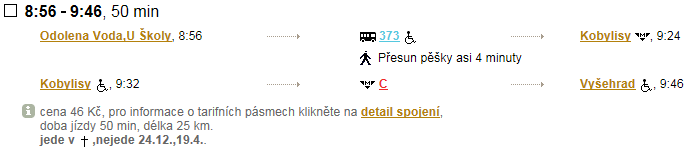 8:56 - 9:46, 50 min
Odolena Voda,U Školy, 8:56 373 Kobylisy, 9:24
Přesun pěšky asi 4 minuty
Kobylisy, 9:32 C Vyšehrad, 9:46
cena 46 Kč, pro informace o tarifních pásmech klikněte na detail spojení,
doba jízdy 50 min, délka 25 km.
jede v † ,nejede 24.12.,19.4..